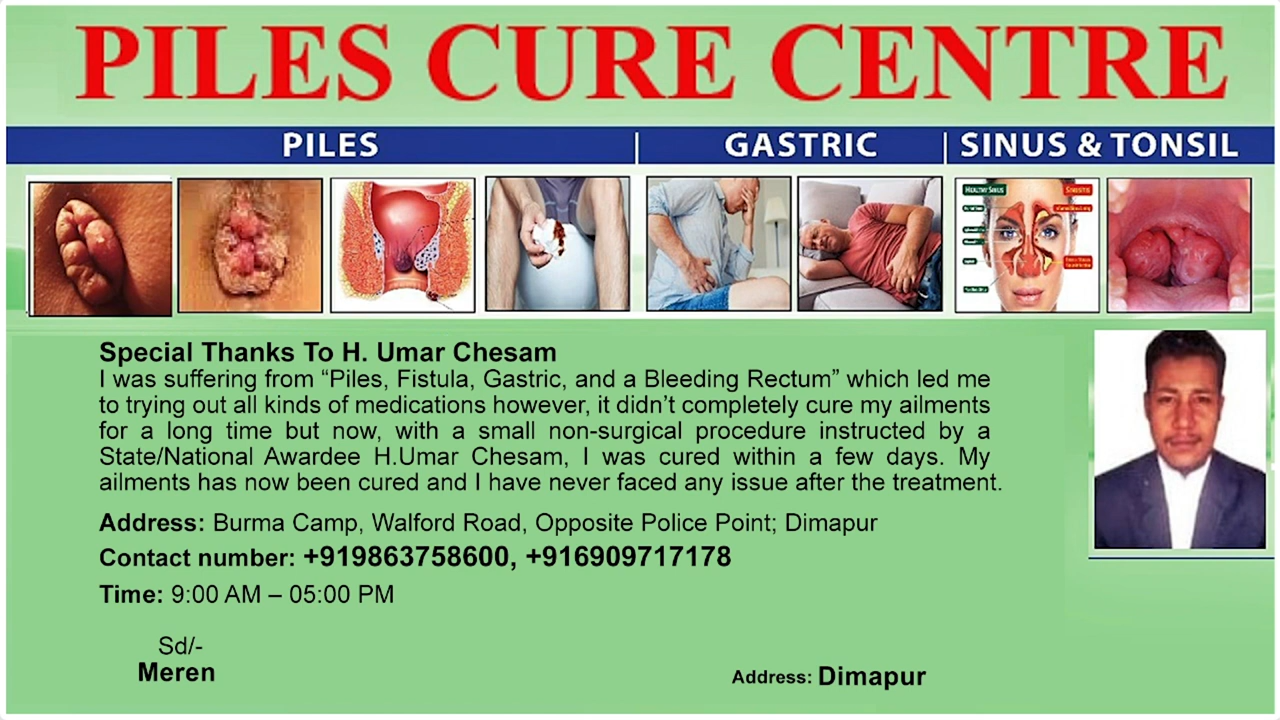 PILES CURE CENTRE
PILES | GASTRIC | SINUS & TONSIL
HEALTHY SINUS SINUSITIS
Special Thanks To H. Umar Chesam
I was suffering from “Piles, Fistula, Gastric, and a Bleeding Rectum” which led me
to trying out all kinds of medications however, it didn’t completely cure my ailments
for a long time but now, with a small non-surgical procedure instructed by a
State/National Awardee H.Umar Chesam, I was cured within a few days. My
ailments has now been cured and I have never faced any issue after the treatment.
Address: Burma Camp, Walford Road, Opposite Police Point; Dimapur
Contact number: +919863758600, +916909717178
Time: 9:00 AM – 05:00 PM
Sd/-
Meren
Address: Dimapur